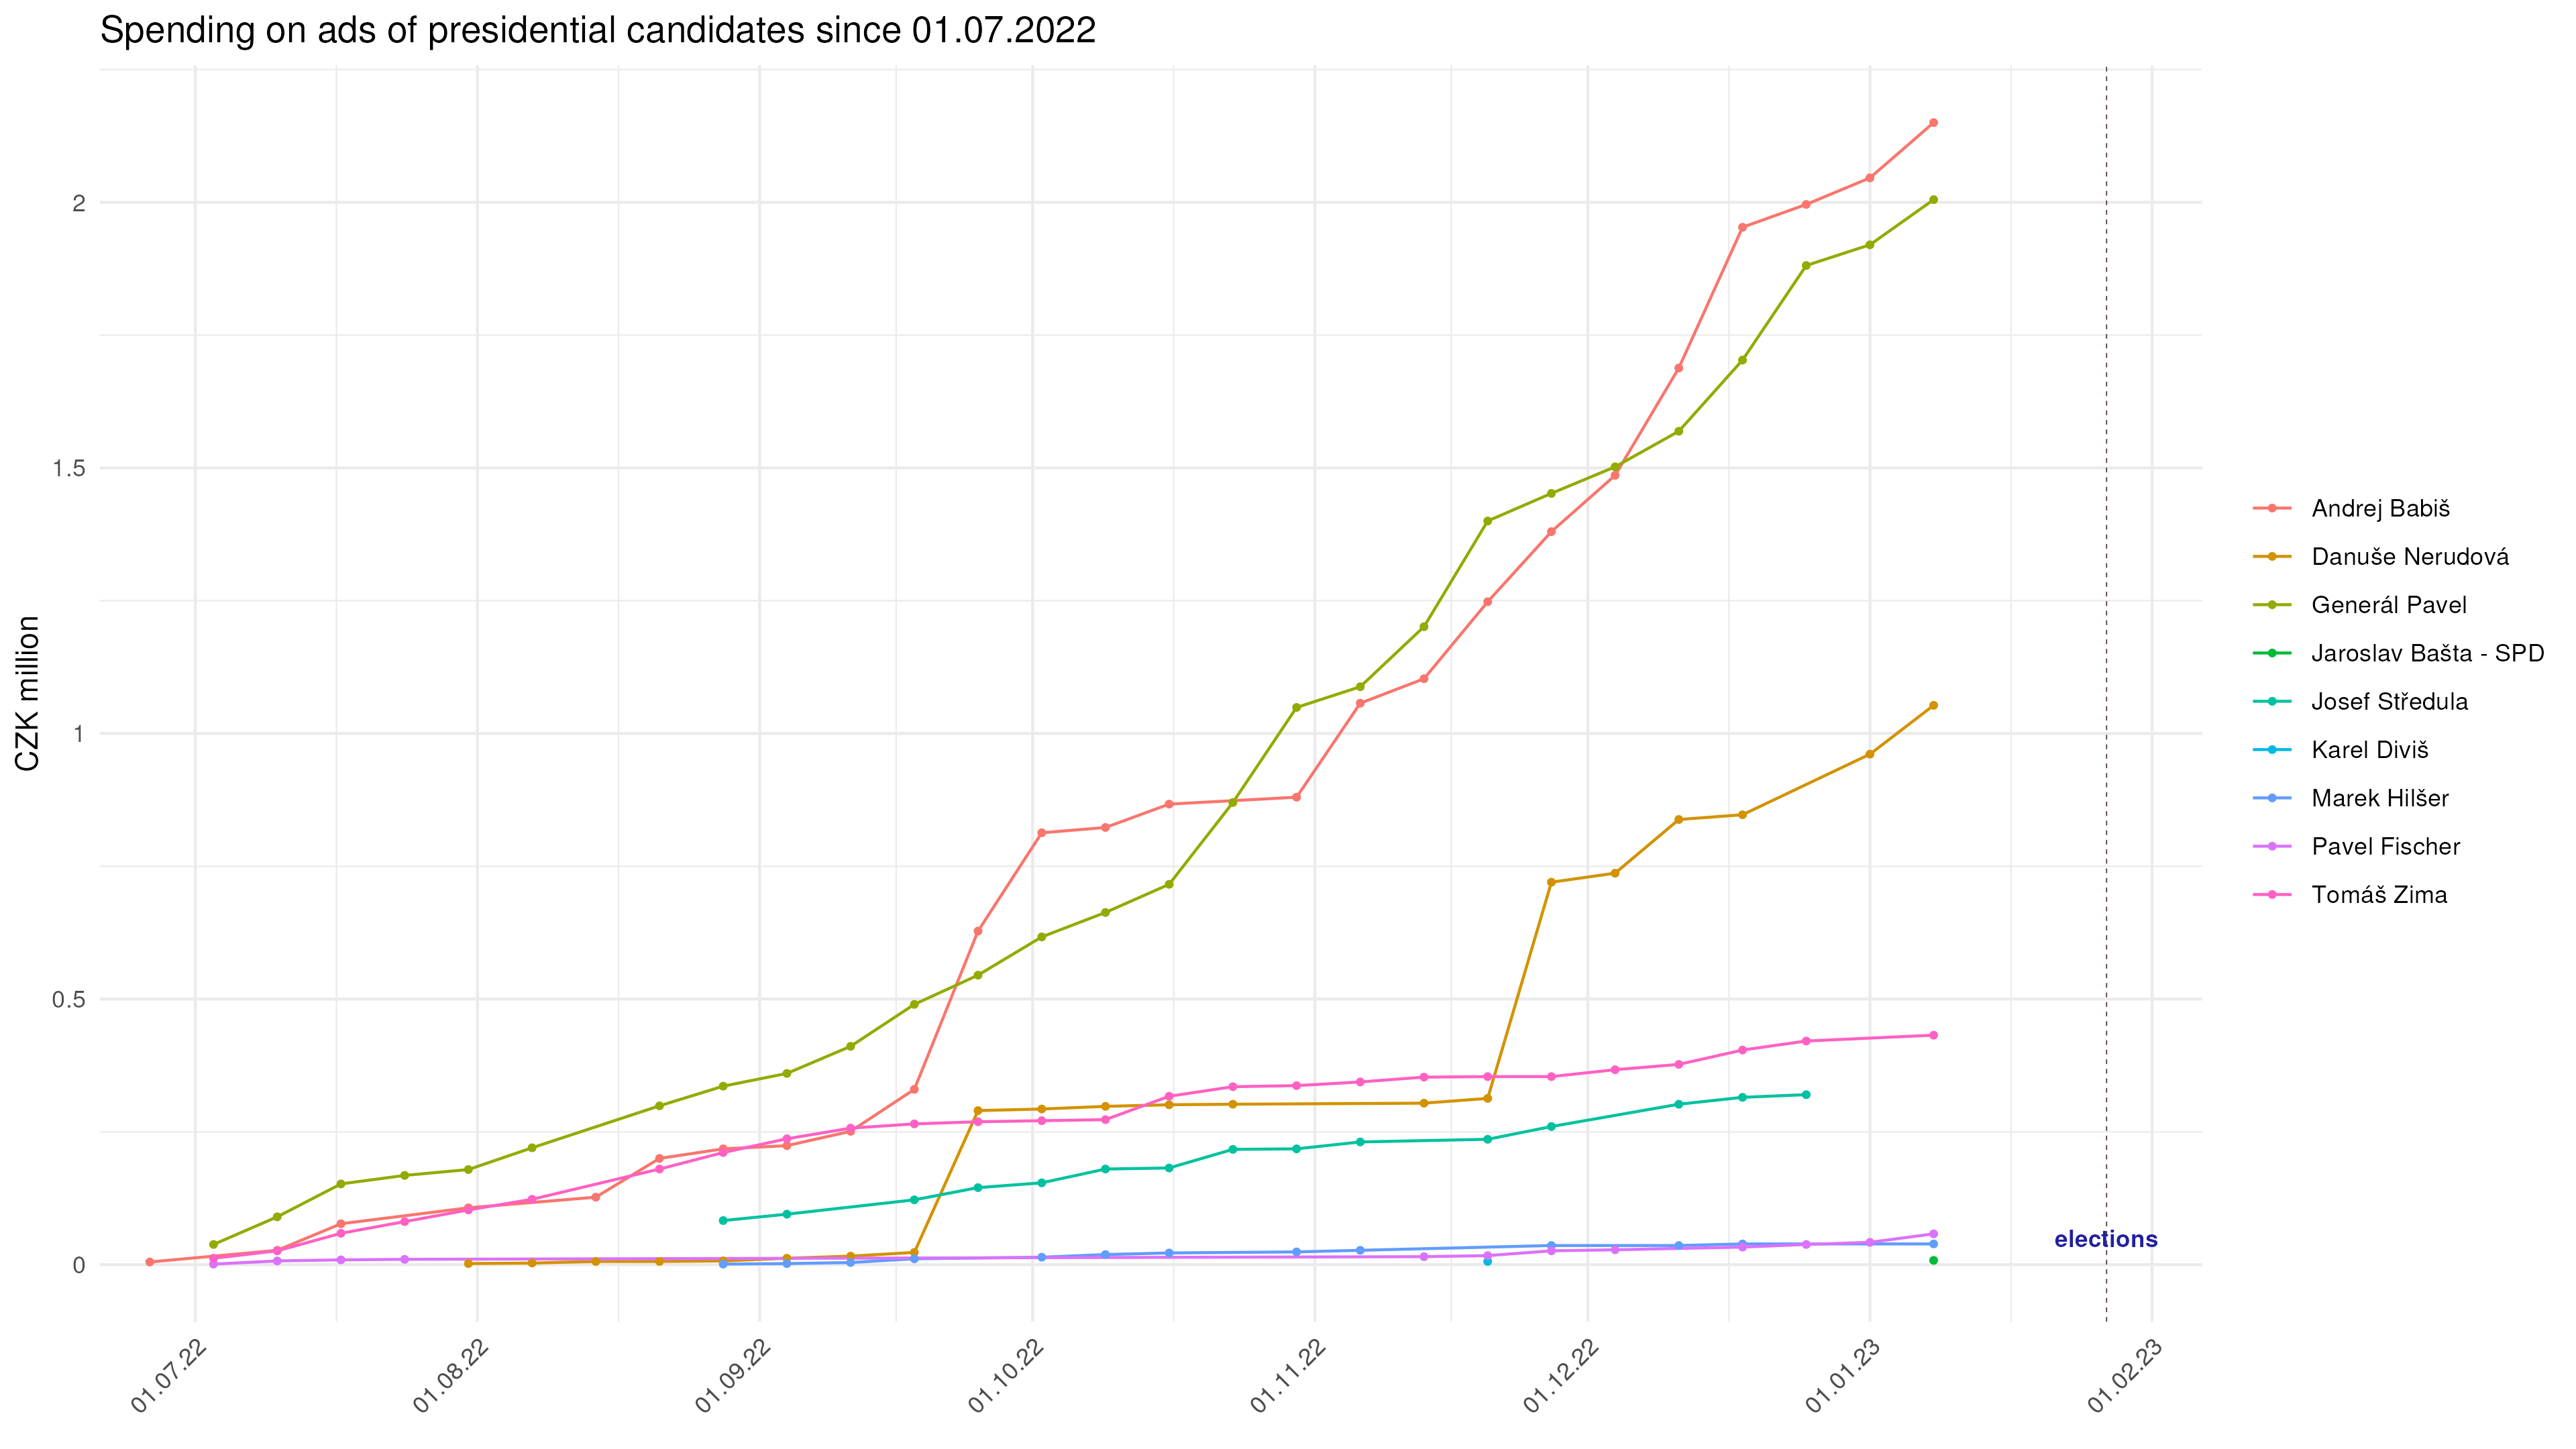 Spending on ads of presidential candidates since 01.07.2022
CZK million
2
1.5
1
0.5
0
01.07.22
01.08.22
01.09.22
01.10.22
01.11.22
01.12.22
01.01.23
01.02.23
elections
Andrej Babiš
Danuše Nerudová
Generál Pavel
Jaroslav Bašta - SPD
Josef Středula
Karel Diviš
Marek Hilšer
Pavel Fischer
Tomáš Zima